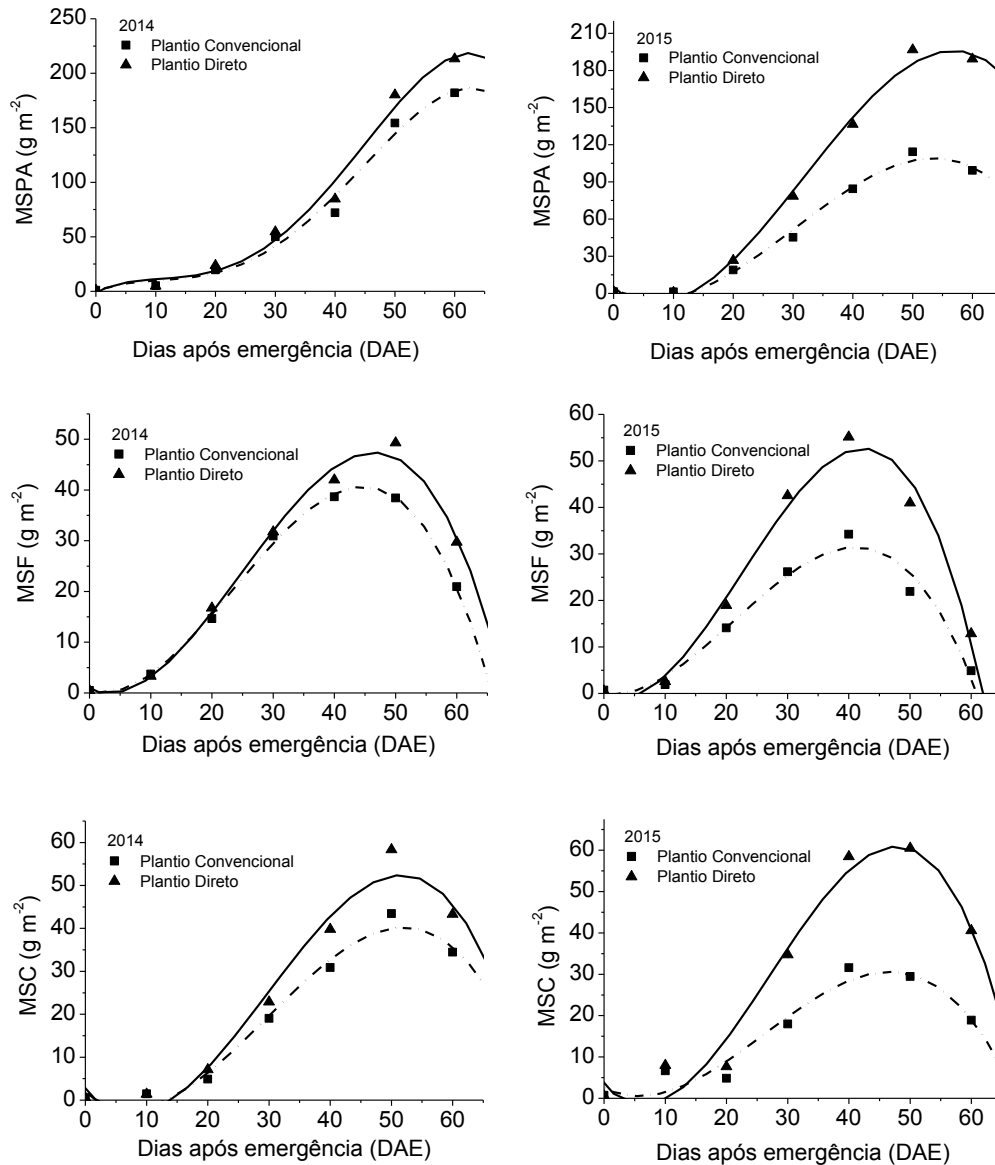 2014
Plantio Convencional
Plantio Direto
MSPA (g m-2)
250
200
150
100
50
0
0 10 20 30 40 50 60
Dias após emergência (DAE)
2015
Plantio Convencional
Plantio Direto
MSPA (g m-2)
210
180
150
120
90
60
30
0
0 10 20 30 40 50 60
Dias após emergência (DAE)
2014
Plantio Convencional
Plantio Direto
MSF (g m-2)
50
40
30
20
10
0
0 10 20 30 40 50 60
Dias após emergência (DAE)
2015
Plantio Convencional
Plantio Direto
MSF (g m-2)
60
50
40
30
20
10
0
0 10 20 30 40 50 60
Dias após emergência (DAE)
2014
Plantio Convencional
Plantio Direto
MSC (g m-2)
60
50
40
30
20
10
0
0 10 20 30 40 50 60
Dias após emergência (DAE)
2015
Plantio Convencional
Plantio Direto
MSC (g m-2)
60
50
40
30
20
10
0
0 10 20 30 40 50 60
Dias após emergência (DAE)